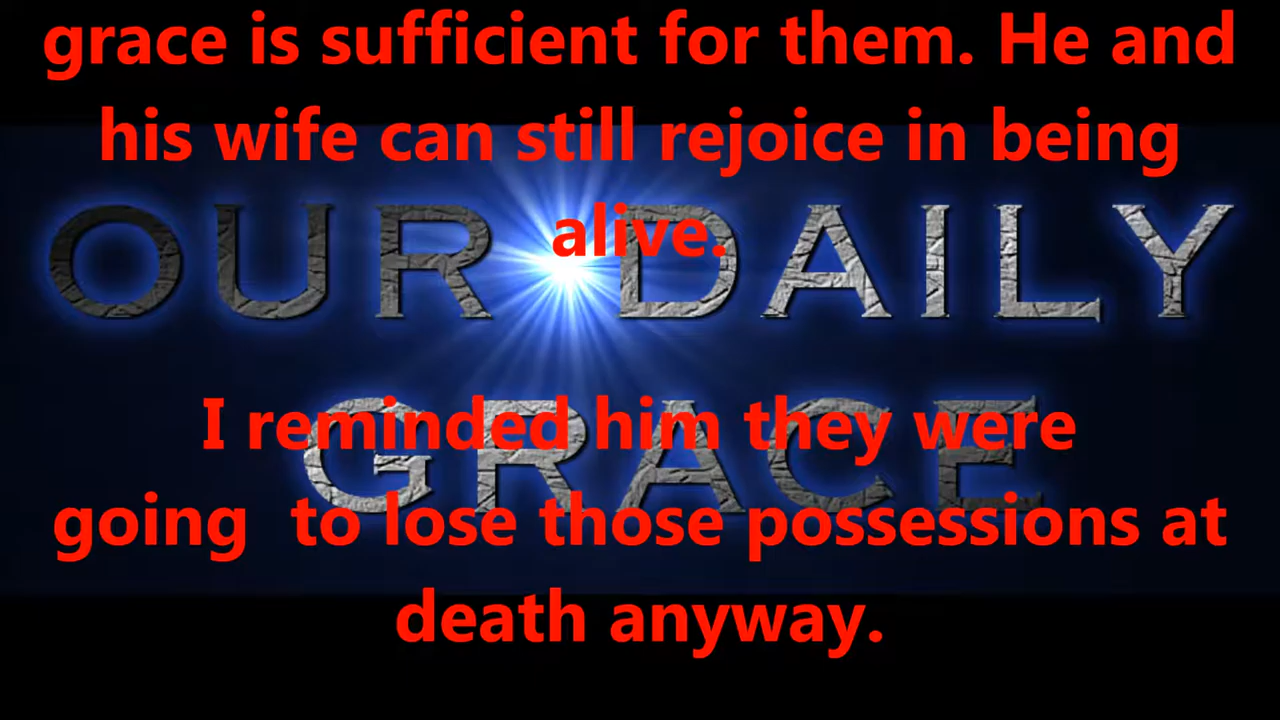 grace is sufficient for them. He and
his wife can still rejoice in being
alive.
OUR DAILY
I reminded him they were
GRACE
going  to lose those possessions at
death anyway.